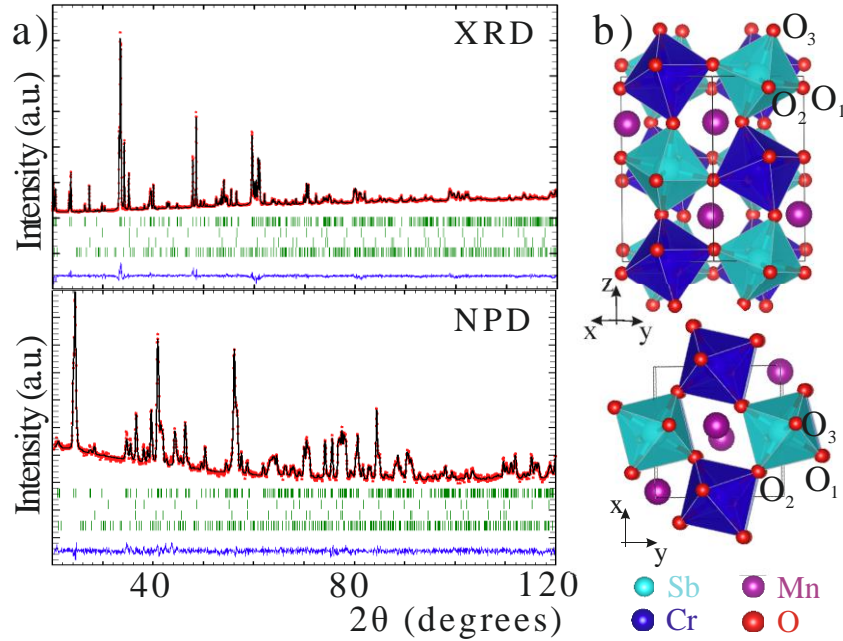 a)
XRD
Intensity (a.u.)
NPD
Intensity (a.u.)
40
80
120
2θ (degrees)
b)
O₃
O₂
O₁
z
x
y
O₃
O₁
O₂
x
y
Sb
Mn
Cr
O